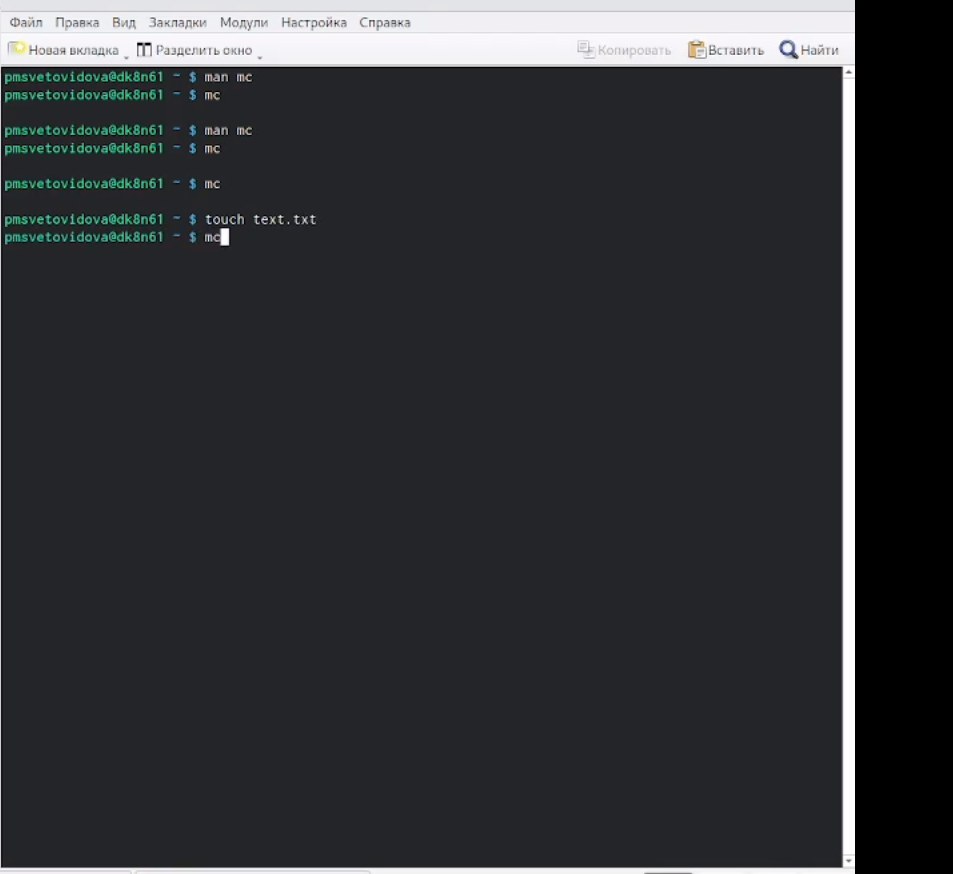 Файл Правка Вид Закладки Модули Настройка Справка
Новая вкладка Разделить окно Копировать Вставить Найти
pmsvetovidova@dk8n61 ~ $ man mc
pmsvetovidova@dk8n61 ~ $ mc
pmsvetovidova@dk8n61 ~ $ man mc
pmsvetovidova@dk8n61 ~ $ mc
pmsvetovidova@dk8n61 ~ $ mc
pmsvetovidova@dk8n61 ~ $ touch text.txt
pmsvetovidova@dk8n61 ~ $ mc